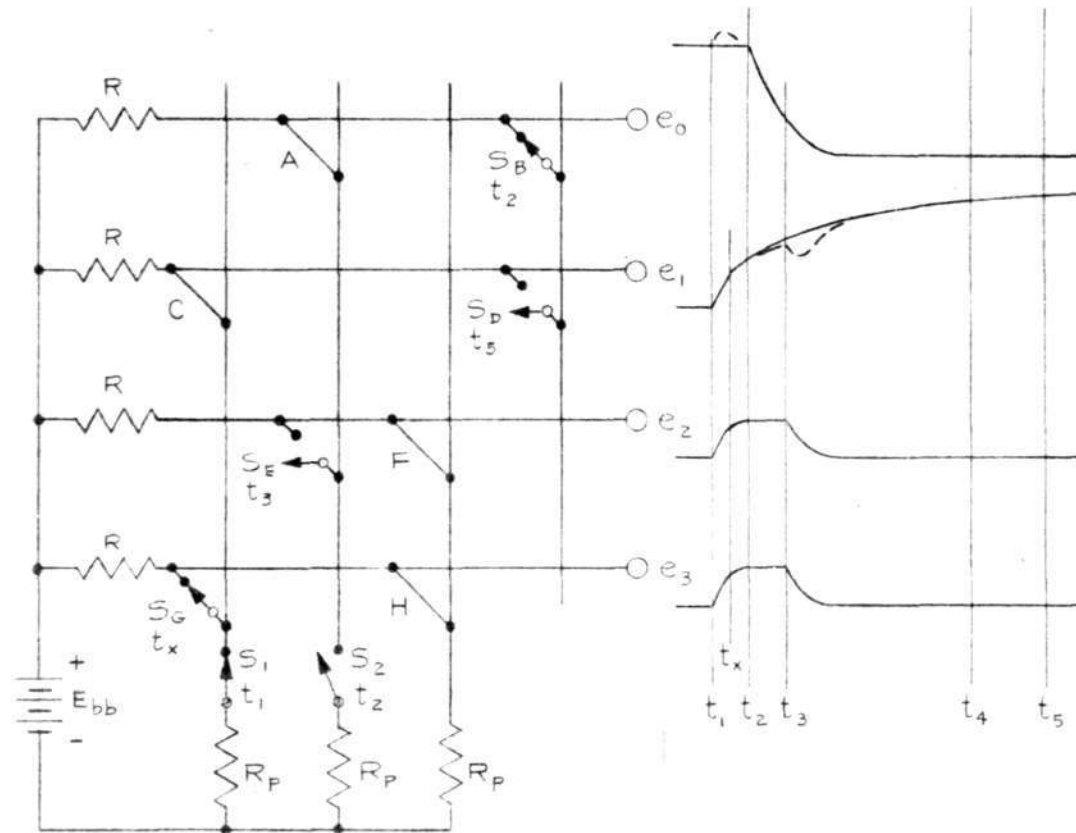 R
A
S_B
t_2
e_0
R
C
S_D
t_5
e_1
R
S_E
t_3
F
e_2
R
S_G
t_x
H
e_3
S_1
t_1
S_2
t_2
+
E_bb
-
R_P
R_P
R_P
t_x
t_1
t_2
t_3
t_4
t_5